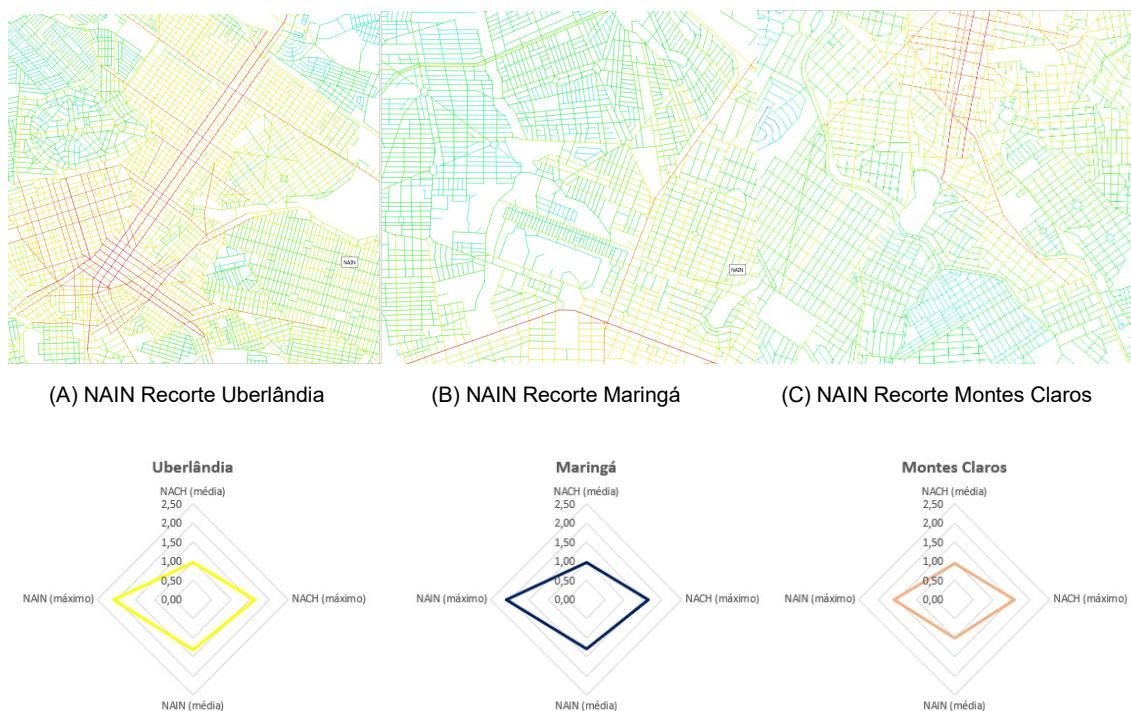 NAIN
NAIN
(A) NAIN Recorte Uberlândia
(B) NAIN Recorte Maringá
(C) NAIN Recorte Montes Claros
Uberlândia
NACH (média)
2,50
2,00
1,50
1,00
0,50
0,00
NAIN (máximo)
NACH (máximo)
NAIN (média)
Maringá
NACH (média)
2,50
2,00
1,50
1,00
0,50
0,00
NAIN (máximo)
NACH (máximo)
NAIN (média)
Montes Claros
NACH (média)
2,50
2,00
1,50
1,00
0,50
0,00
NAIN (máximo)
NACH (máximo)
NAIN (média)